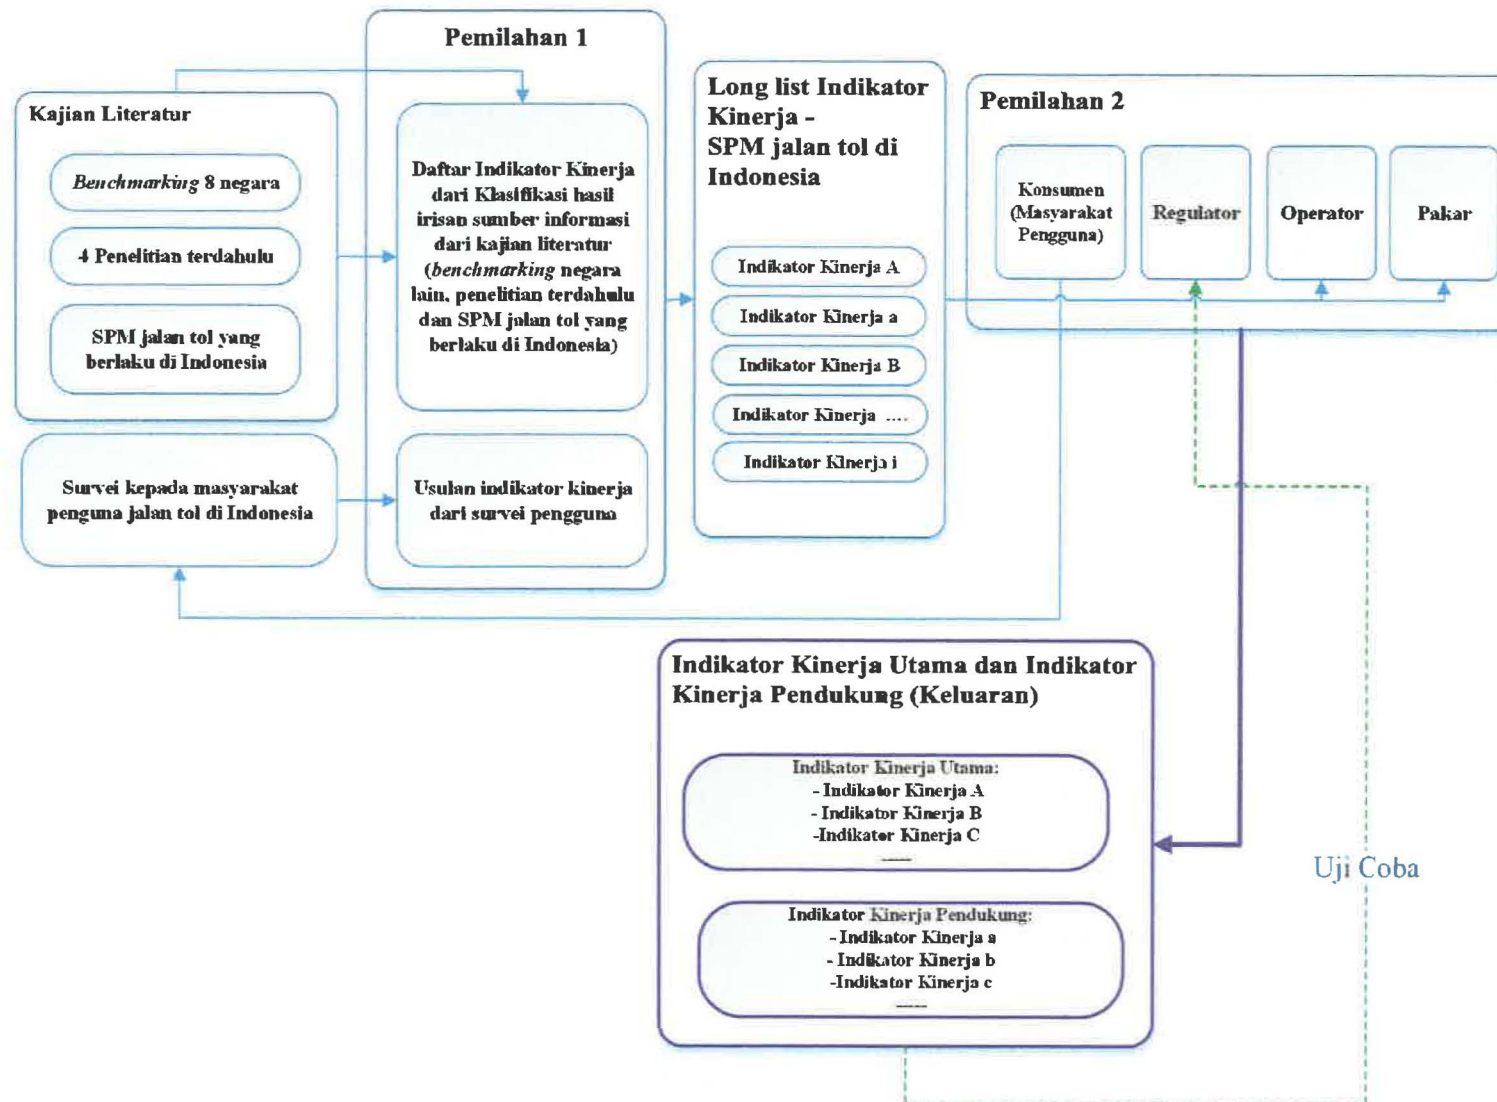 Pemilahan 1
Kajian Literatur
Benchmarking 8 negara
4 Penelitian terdahulu
SPM jalan tol yang
berlaku di Indonesia
Survei kepada masyarakat
penguna jalan tol di Indonesia
Daftar Indikator Kinerja
dari Klasifikasi hasil
irisan sumber informasi
dari kajian literatur
(benchmarking negara
lain, penelitian terdahulu
dan SPM jalan tol yang
berlaku di Indonesia)
Usulan indikator kinerja
dari survei pengguna
Long list Indikator
Kinerja -
SPM jalan tol di
Indonesia
Indikator Kinerja A
Indikator Kinerja a
Indikator Kinerja B
Indikator Kinerja ....
Indikator Kinerja i
Pemilahan 2
Konsumen
(Masyarakat
Pengguna)
Regulator
Operator
Pakar
Indikator Kinerja Utama dan Indikator
Kinerja Pendukung (Keluaran)
Indikator Kinerja Utama:
- Indikator Kinerja A
- Indikator Kinerja B
-Indikator Kinerja C
.....
Indikator Kinerja Pendukung:
- Indikator Kinerja a
- Indikator Kinerja b
-Indikator Kinerja c
.....
Uji Coba